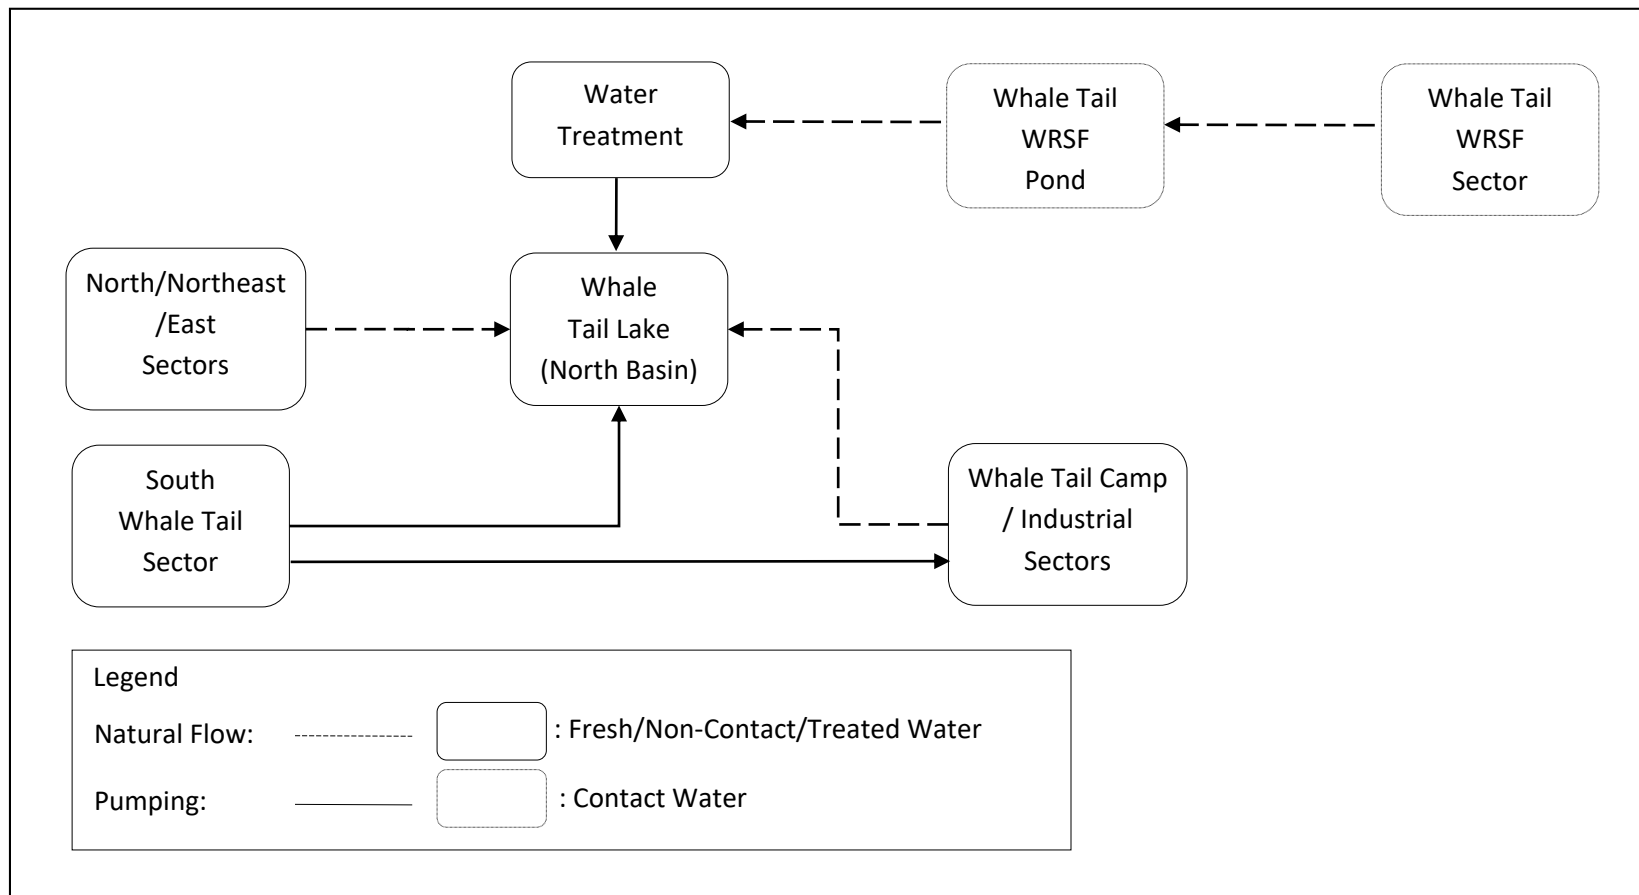 Water
Treatment
Whale Tail
WRSF
Pond
Whale Tail
WRSF
Sector
North/Northeast
/East
Sectors
Whale
Tail Lake
(North Basin)
South
Whale Tail
Sector
Whale Tail Camp
/ Industrial
Sectors
Legend
Natural Flow:
: Fresh/Non-Contact/Treated Water
Pumping:
: Contact Water